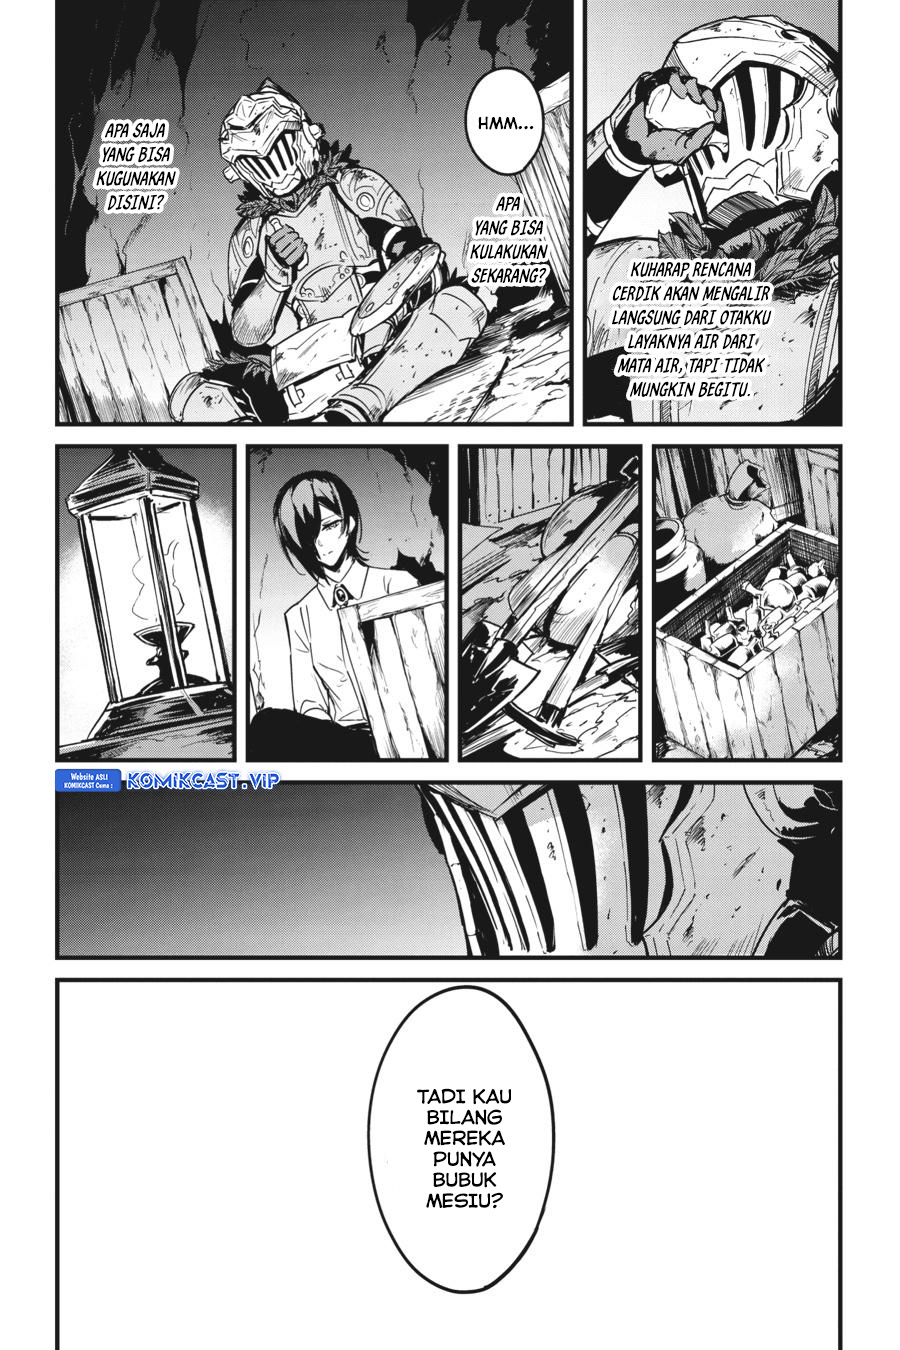 KUHARAP RENCANA
CERDIK AKAN MENGALIR
LANGSUNG DARI OTAKKU
LAYAKNYA AIR DARI
MATA AIR, TAPI TIDAK
MUNGKIN BEGITU.
HMM...
APA
YANG BISA
KULAKUKAN
SEKARANG?
APA SAJA
YANG BISA
KUGUNAKAN
DISINI?
Website ASLI
KOMIKCAST Cuma :
KOMIKCAST.VIP
TADI KAU
BILANG
MEREKA
PUNYA
BUBUK
MESIU?